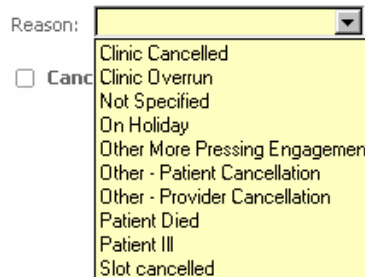 Reason:
Clinic Cancelled
Canc
Clinic Overrun
Not Specified
On Holiday
Other More Pressing Engagemen
Other - Patient Cancellation
Other - Provider Cancellation
Patient Died
Patient Ill
Slot cancelled